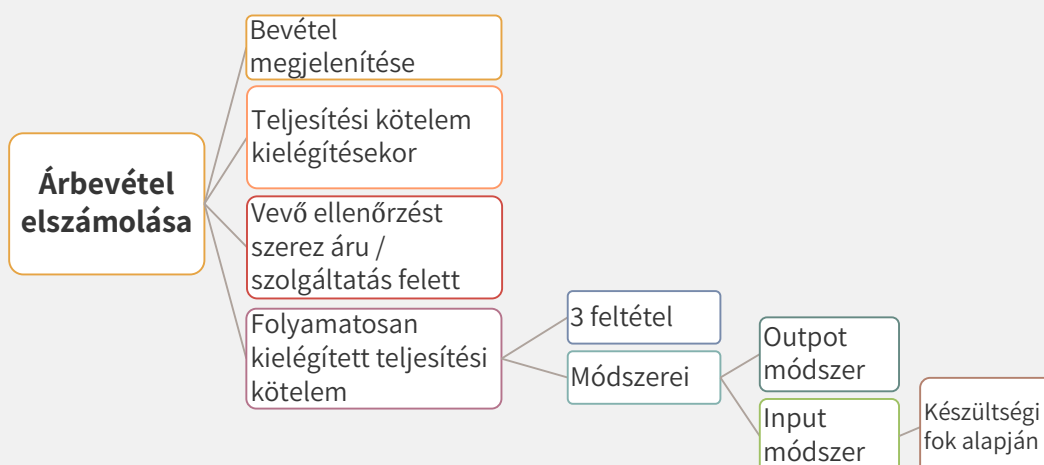 Árbevétel
elszámolása
Bevétel
megjelenítése
Teljesítési kötelem
kielégítésekor
Vevő ellenőrzést
szerez áru /
szolgáltatás felett
Folyamatosan
kielégített teljesítési
kötelem
3 feltétel
Módszerei
Outpot
módszer
Input
módszer
Készültségi
fok alapján